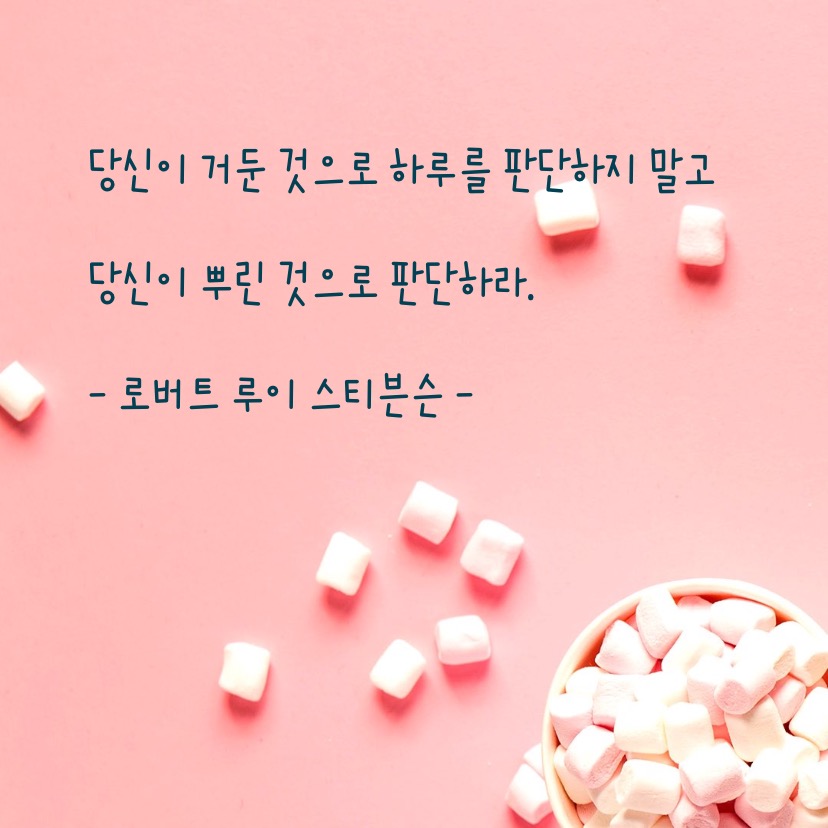 당신이 거둔 것으로 하루를 판단하지 말고
당신이 뿌린 것으로 판단하라.
- 로버트 루이 스티븐슨 -